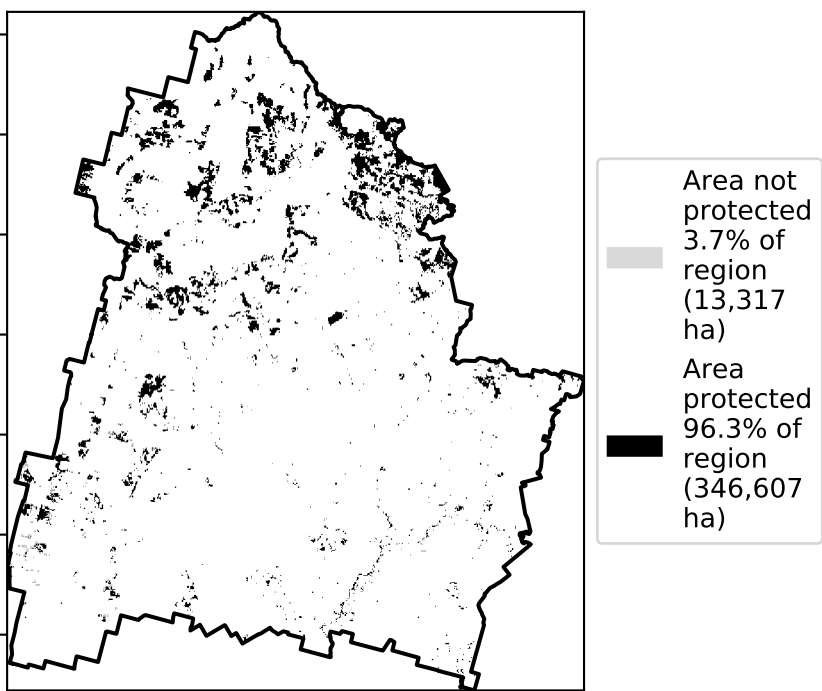 Area not
protected
3.7% of
region
(13,317
ha)
Area
protected
96.3% of
region
(346,607
ha)